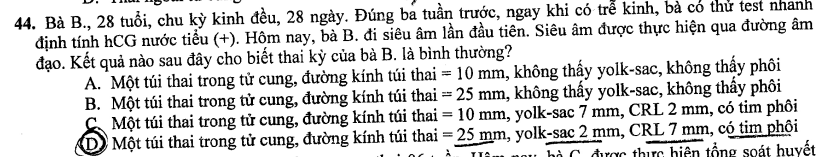 44. Bà B., 28 tuổi, chu kỳ kinh đều, 28 ngày. Đúng ba tuần trước, ngay khi có trễ kinh, bà có thử test nhanh
định tính hCG nước tiểu (+). Hôm nay, bà B. đi siêu âm lần đầu tiên. Siêu âm được thực hiện qua đường âm
đạo. Kết quả nào sau đây cho biết thai kỳ của bà B. là bình thường?
A. Một túi thai trong tử cung, đường kính túi thai = 10 mm, không thấy yolk-sac, không thấy phôi
B. Một túi thai trong tử cung, đường kính túi thai = 25 mm, không thấy yolk-sac, không thấy phôi
C. Một túi thai trong tử cung, đường kính túi thai = 10 mm, yolk-sac 7 mm, CRL 2 mm, có tim phôi
D. Một túi thai trong tử cung, đường kính túi thai = 25 mm, yolk-sac 2 mm, CRL 7 mm, có tim phôi
bà C. được thực hiện tổng soát huyết